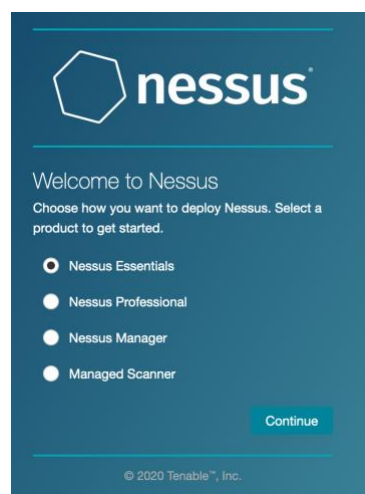 nessus®
Welcome to Nessus
Choose how you want to deploy Nessus. Select a
product to get started.
Nessus Essentials
Nessus Professional
Nessus Manager
Managed Scanner
Continue
© 2020 Tenable™, Inc.